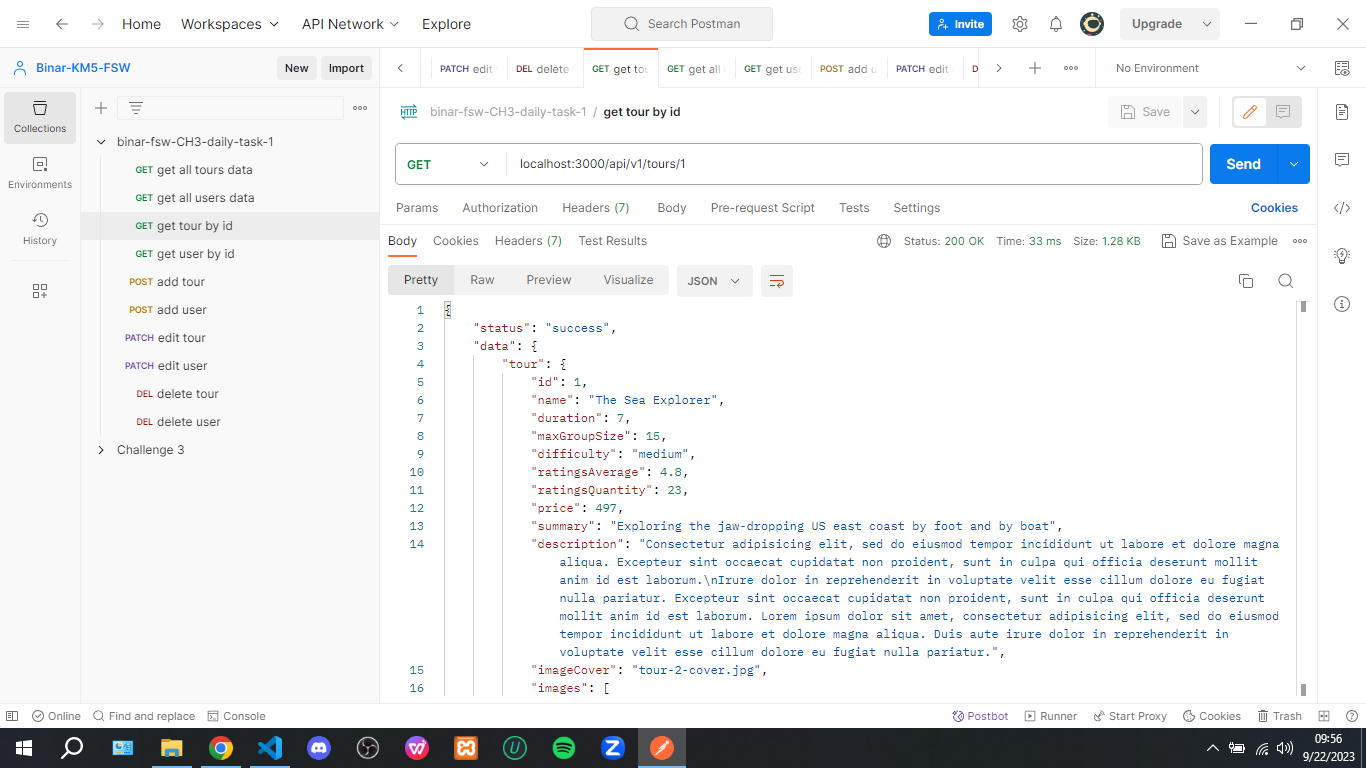 Home
Workspaces
API Network
Explore
Search Postman
Invite
Upgrade
Binar-KM5-FSW
New
Import
PATCH edit
DEL delete
GET get tou
GET get all
GET get use
POST add u
PATCH edit
D
No Environment
Collections
Environments
History
binar-fsw-CH3-daily-task-1
GET get all tours data
GET get all users data
GET get tour by id
GET get user by id
POST add tour
POST add user
PATCH edit tour
PATCH edit user
DEL delete tour
DEL delete user
Challenge 3
HTTP binar-fsw-CH3-daily-task-1 / get tour by id
Save
GET localhost:3000/api/v1/tours/1
Send
Params Authorization Headers (7) Body Pre-request Script Tests Settings Cookies
Body Cookies Headers (7) Test Results
Status: 200 OK Time: 33 ms Size: 1.28 KB Save as Example
Pretty Raw Preview Visualize JSON
1 {
2 "status": "success",
3 "data": {
4 "tour": {
5 "id": 1,
6 "name": "The Sea Explorer",
7 "duration": 7,
8 "maxGroupSize": 15,
9 "difficulty": "medium",
10 "ratingsAverage": 4.8,
11 "ratingsQuantity": 23,
12 "price": 497,
13 "summary": "Exploring the jaw-dropping US east coast by foot and by boat",
14 "description": "Consectetur adipisicing elit, sed do eiusmod tempor incididunt ut labore et dolore magna
aliqua. Excepteur sint occaecat cupidatat non proident, sunt in culpa qui officia deserunt mollit
anim id est laborum.\nIrure dolor in reprehenderit in voluptate velit esse cillum dolore eu fugiat
nulla pariatur. Excepteur sint occaecat cupidatat non proident, sunt in culpa qui officia deserunt
mollit anim id est laborum. Lorem ipsum dolor sit amet, consectetur adipisicing elit, sed do eiusmod
tempor incididunt ut labore et dolore magna aliqua. Duis aute irure dolor in reprehenderit in
voluptate velit esse cillum dolore eu fugiat nulla pariatur.",
15 "imageCover": "tour-2-cover.jpg",
16 "images": [
Online
Find and replace
Console
Postbot
Runner
Start Proxy
Cookies
Trash
09:56
9/22/2023